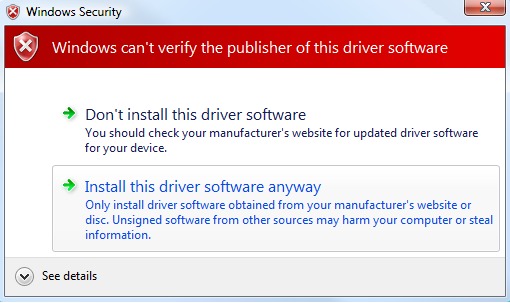 Windows Security
Windows can't verify the publisher of this driver software
Don't install this driver software
You should check your manufacturer's website for updated driver software
for your device.
Install this driver software anyway
Only install driver software obtained from your manufacturer's website or
disc. Unsigned software from other sources may harm your computer or steal
information.
See details